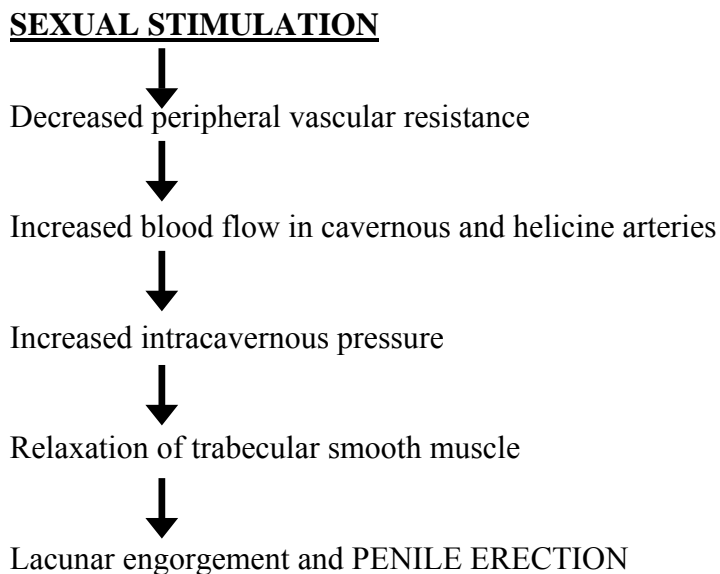 SEXUAL STIMULATION
Decreased peripheral vascular resistance
Increased blood flow in cavernous and helicine arteries
Increased intracavernous pressure
Relaxation of trabecular smooth muscle
Lacunar engorgement and PENILE ERECTION